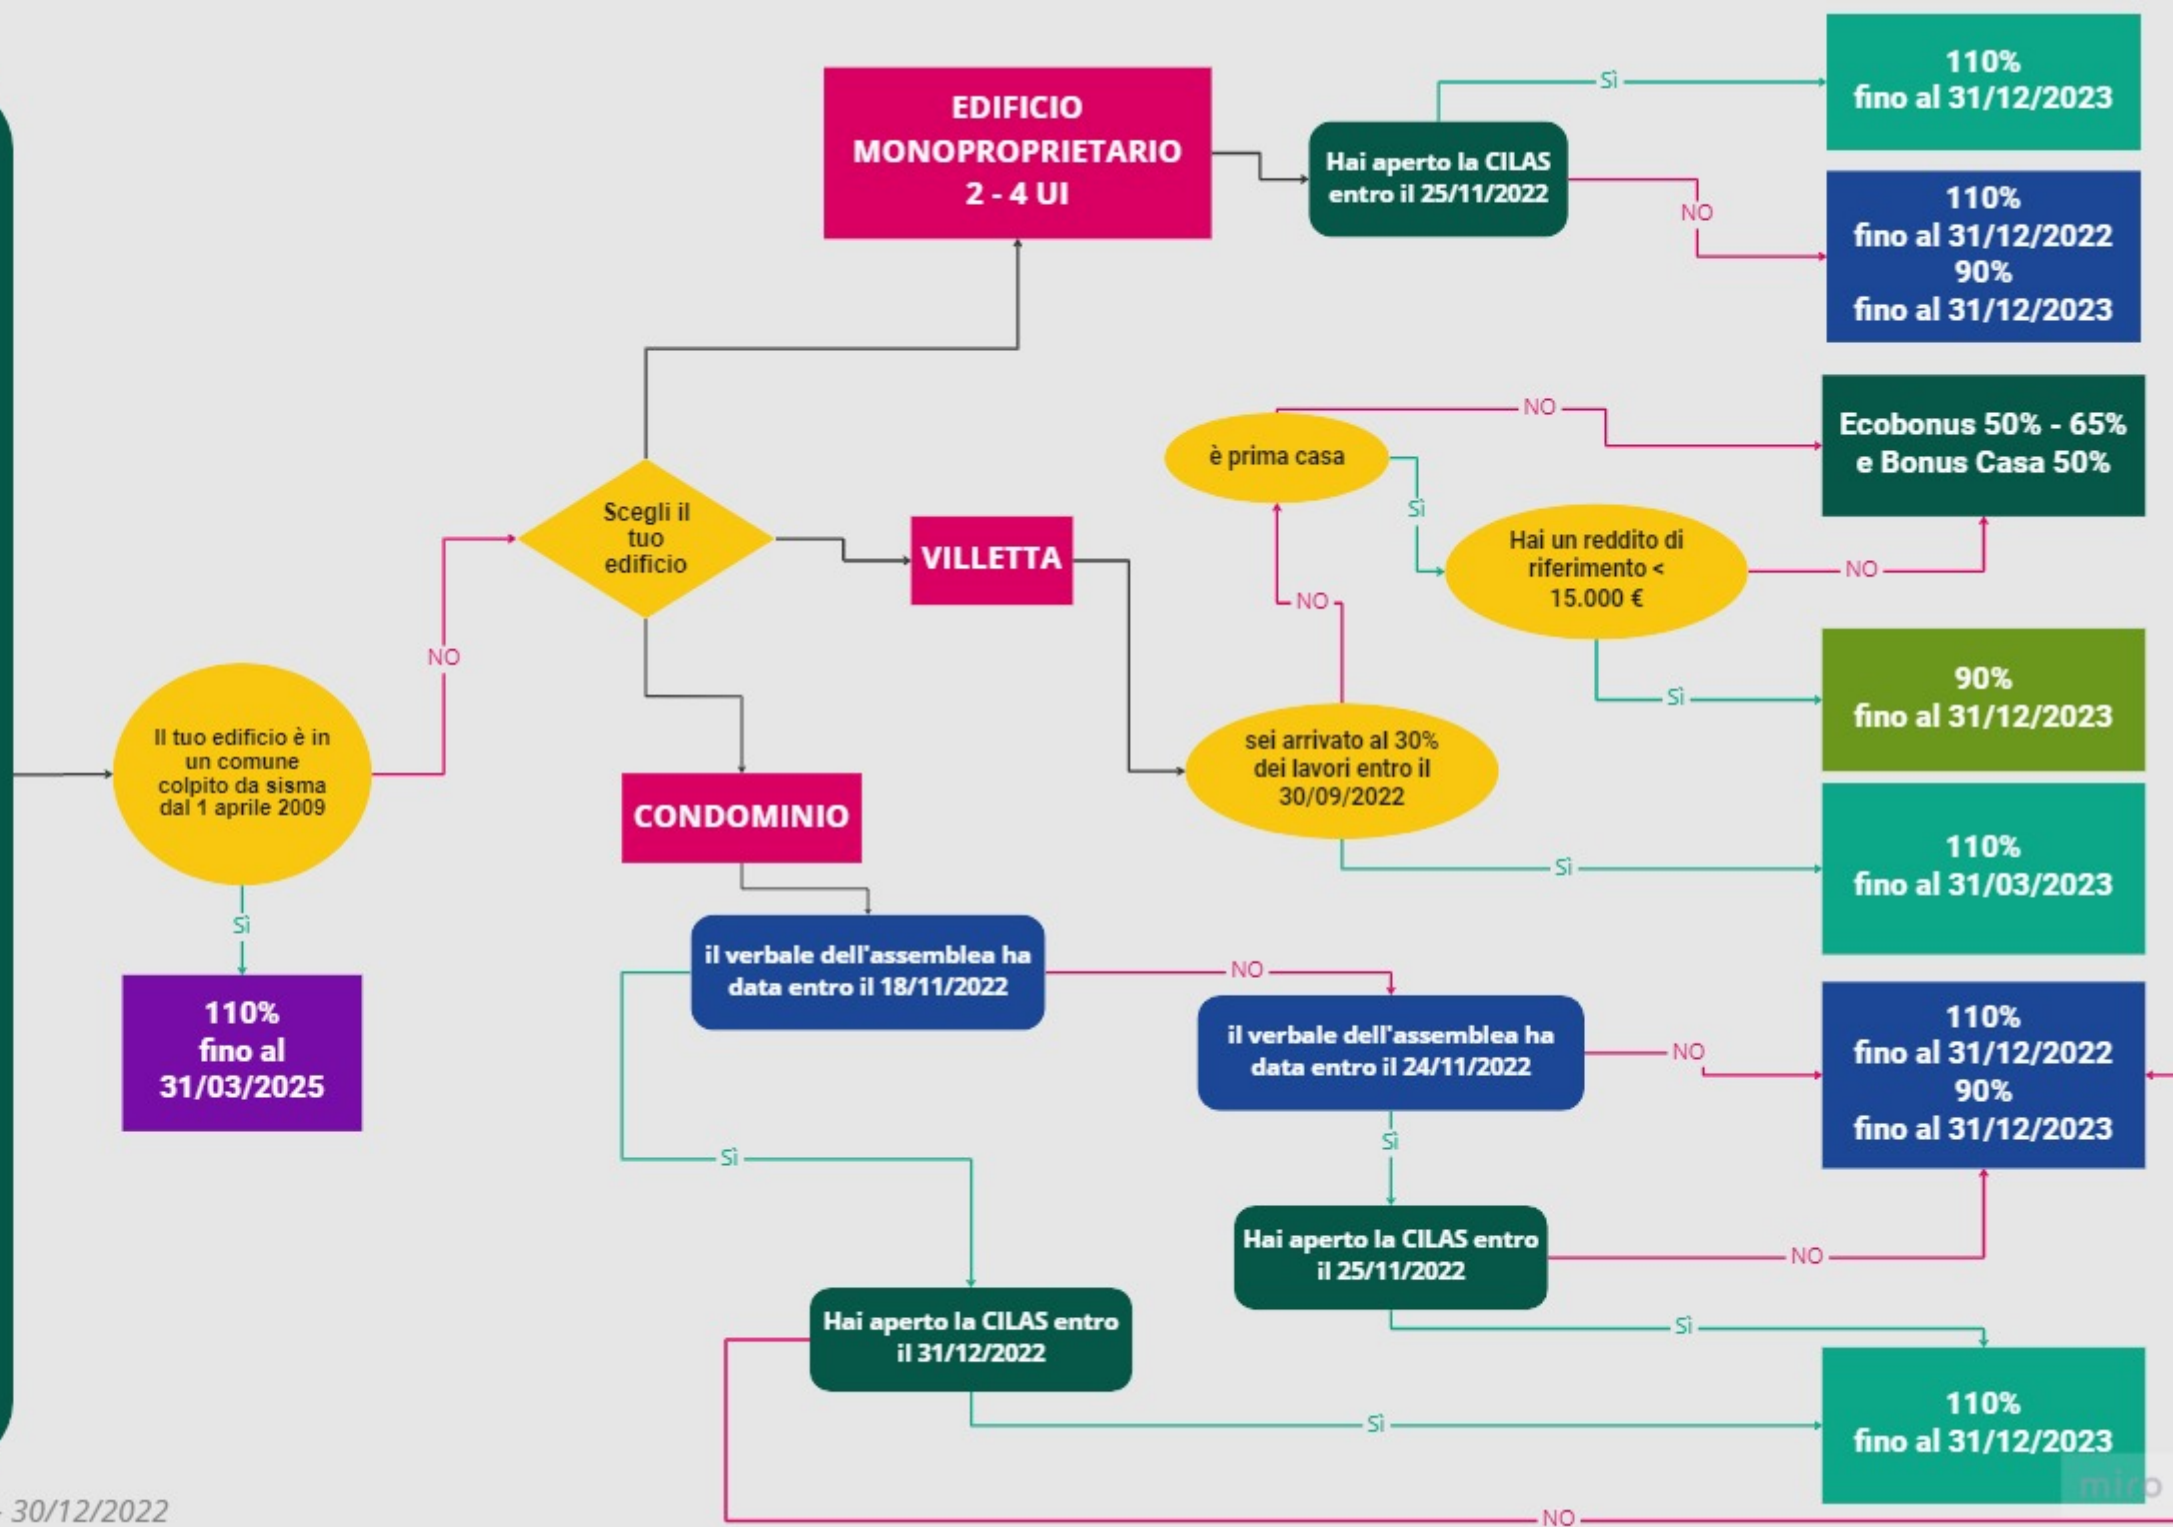 EDIFICIO
MONOPROPRIETARIO
2 - 4 UI
Hai aperto la CILAS
entro il 25/11/2022
Sì
110%
fino al 31/12/2023
NO
110%
fino al 31/12/2022
90%
fino al 31/12/2023
Scegli il
tuo
edificio
VILLETTA
è prima casa
NO
Ecobonus 50% - 65%
e Bonus Casa 50%
Sì
Hai un reddito di
riferimento <
15.000 €
NO
Sì
90%
fino al 31/12/2023
NO
sei arrivato al 30%
dei lavori entro il
30/09/2022
Sì
110%
fino al 31/03/2023
NO
Il tuo edificio è in
un comune
colpito da sisma
dal 1 aprile 2009
Sì
110%
fino al
31/03/2025
CONDOMINIO
il verbale dell'assemblea ha
data entro il 18/11/2022
NO
il verbale dell'assemblea ha
data entro il 24/11/2022
NO
110%
fino al 31/12/2022
90%
fino al 31/12/2023
Sì
Sì
Hai aperto la CILAS entro
il 25/11/2022
NO
Sì
Hai aperto la CILAS entro
il 31/12/2022
Sì
110%
fino al 31/12/2023
NO
miro
- 30/12/2022